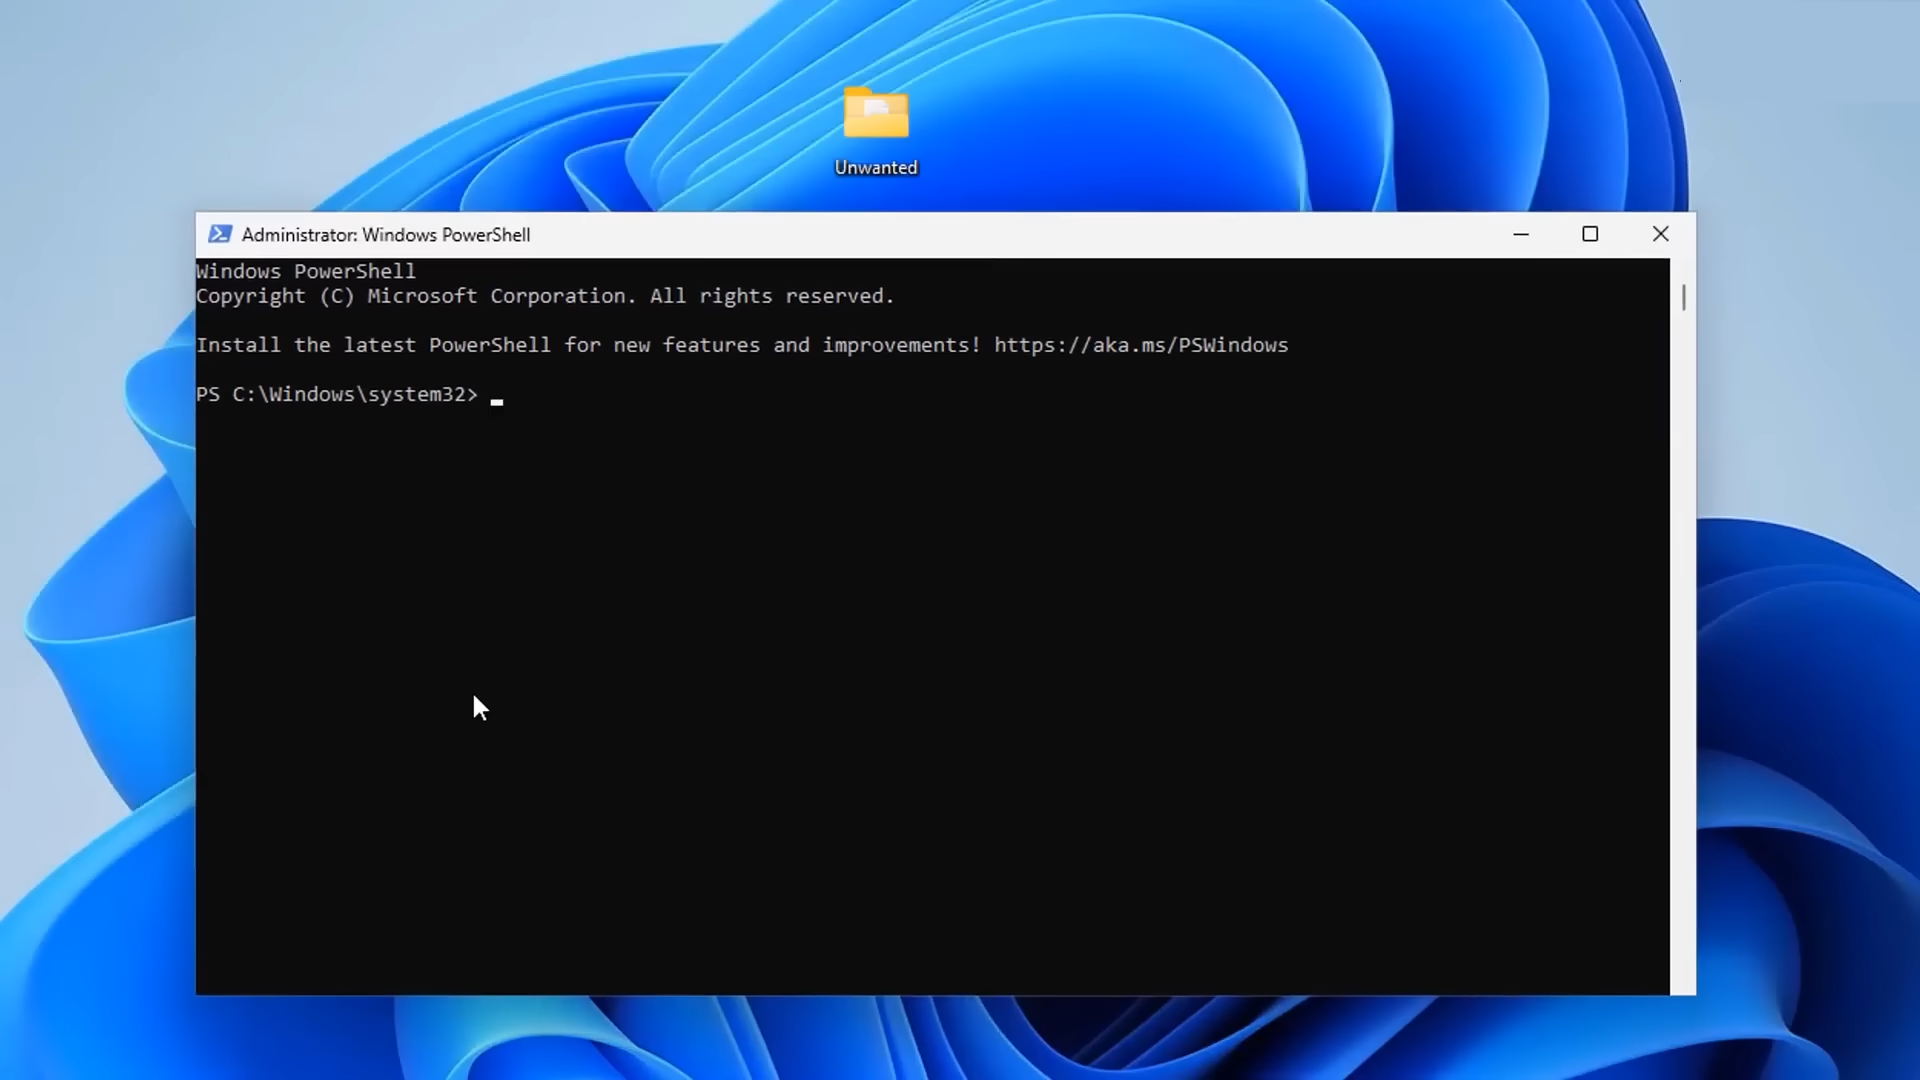 Unwanted
Administrator: Windows PowerShell
Windows PowerShell
Copyright (C) Microsoft Corporation. All rights reserved.
Install the latest PowerShell for new features and improvements! https://aka.ms/PSWindows
PS C:\Windows\system32>